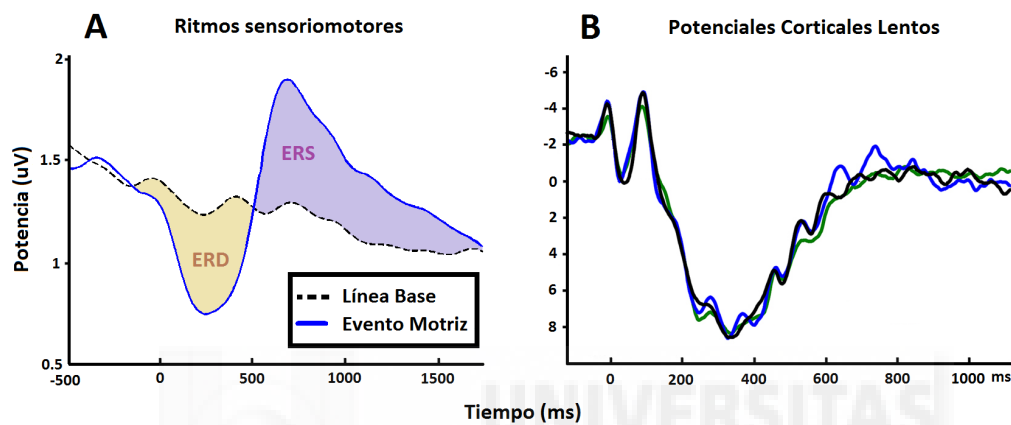 A
Ritmos sensoriomotores
Potencia (uV)
2
1.5
1
0.5
ERS
ERD
Línea Base
Evento Motriz
-500
0
500
1000
1500
B
Potenciales Corticales Lentos
-6
-4
-2
0
2
4
6
8
0
200
400
600
800
1000
ms
Tiempo (ms)
UNIVERSITAS